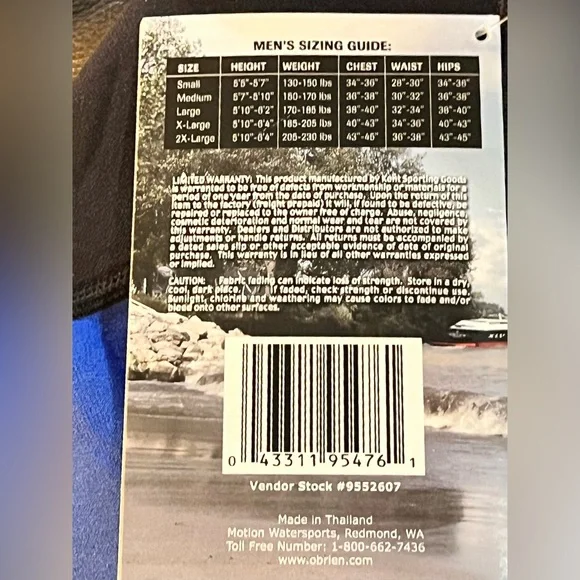 MEN'S SIZING GUIDE:
SIZE HEIGHT WEIGHT CHEST WAIST HIPS
Small 5'5"-5'7" 130-150 lbs 34"-36" 28"-30" 34"-36"
Medium 5'7"-5'10" 150-170 lbs 36"-38" 30"-32" 36"-38"
Large 5'10"-6'2" 170-185 lbs 38"-40" 32"-34" 38"-40"
X-Large 5'10"-6'4" 185-205 lbs 40"-43" 34"-36" 40"-43"
2X-Large 5'10"-6'4" 205-230 lbs 43"-45" 36"-38" 43"-45"
LIMITED WARRANTY: This product manufactured by Kent Sporting Goods
is warranted to be free of defects from workmanship or materials for a
period of one year from the date of purchase. Upon the return of this
item to the factory (freight prepaid) it will, if found to be defective, be
repaired or replaced to the owner free of charge. Abuse, negligence,
cosmetic deterioration and normal wear and tear are not covered by
this warranty. Dealers and Distributors are not authorized to make
adjustments or handle returns. All returns must be accompanied by
a dated sales slip or other acceptable evidence of date of original
purchase. This warranty is in lieu of all other warranties expressed
or implied.
CAUTION: Fabric fading can indicate loss of strength. Store in a dry,
cool, dark place. If faded, check strength or discontinue use.
Sunlight, chlorine and weathering may cause colors to fade and/or
bleed onto other surfaces.
XLV
0 43311 95476 1
Vendor Stock #9552607
Made in Thailand
Motion Watersports, Redmond, WA
Toll Free Number: 1-800-662-7436
www.obrien.com